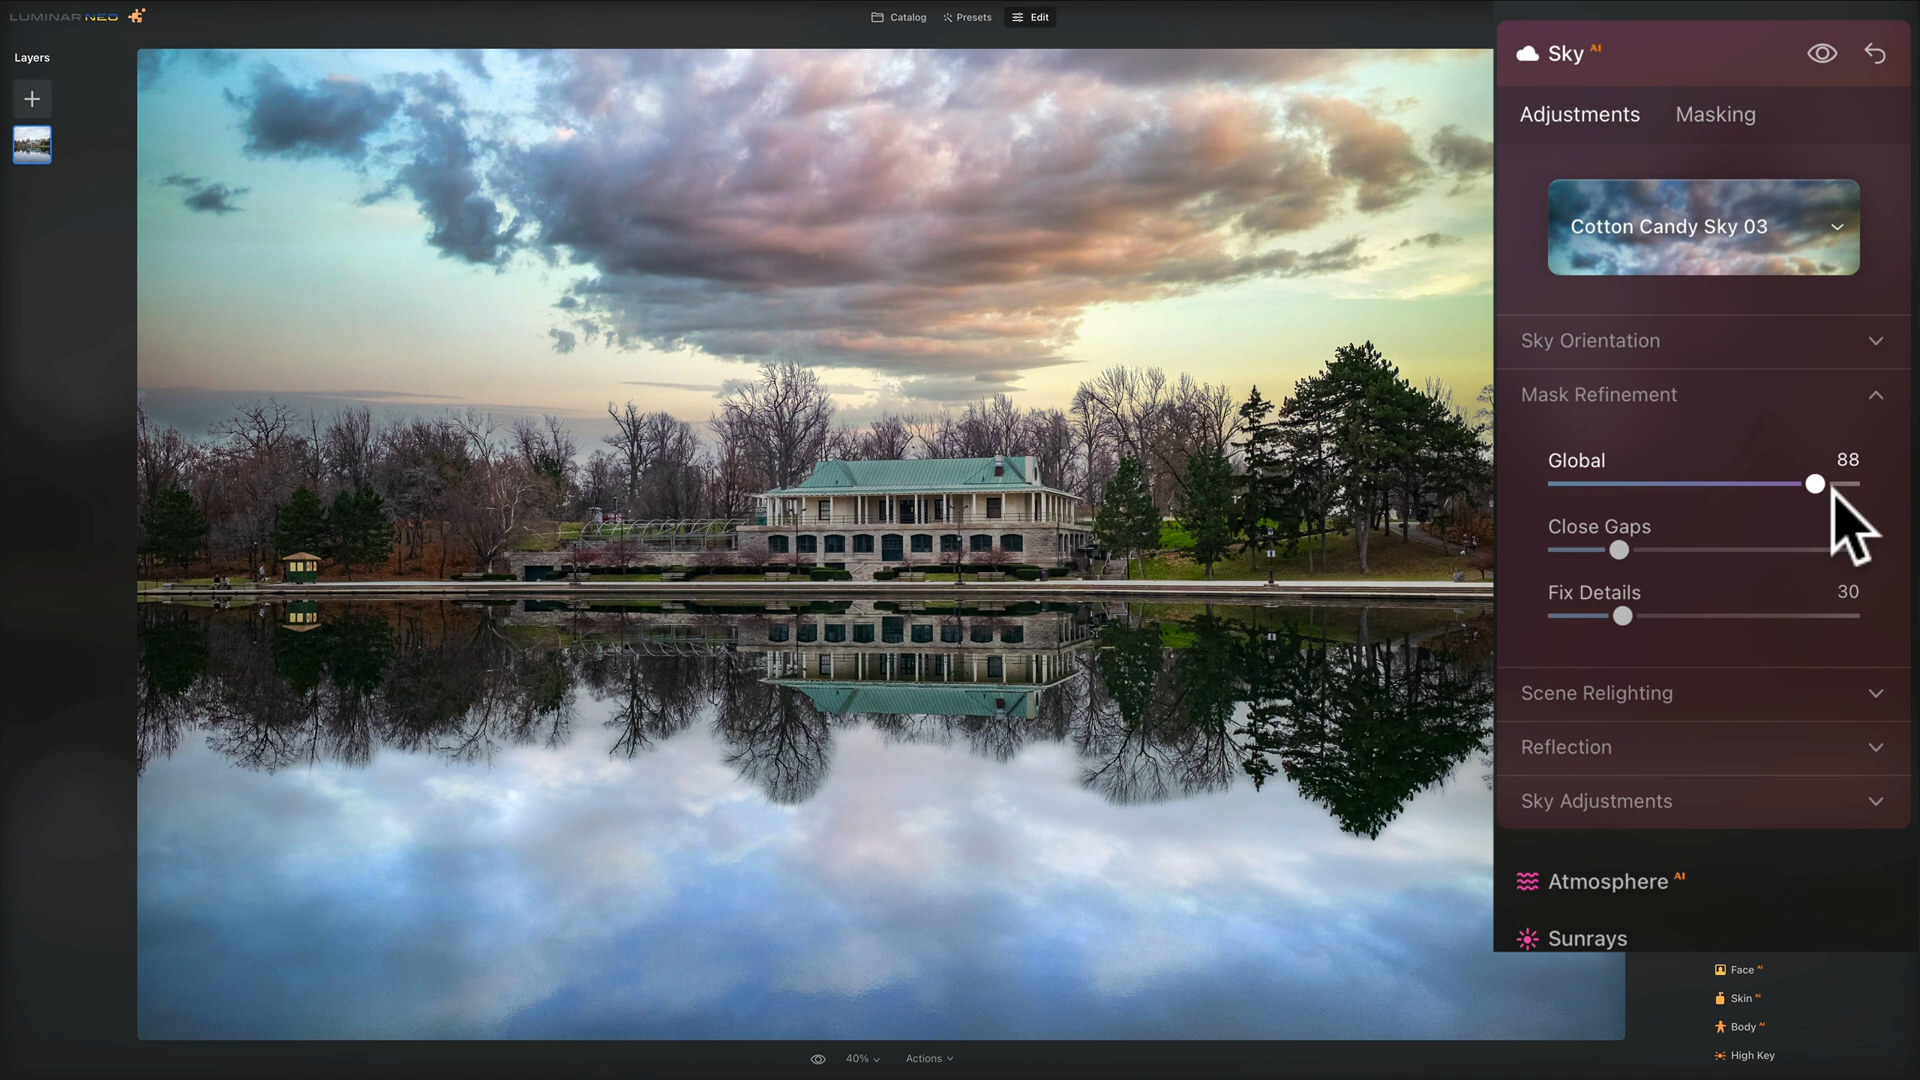 LUMINAR NEO
Catalog
Presets
Edit
Layers
Sky AI
Adjustments
Masking
Cotton Candy Sky 03
Sky Orientation
Mask Refinement
Global
88
Close Gaps
Fix Details
30
Scene Relighting
Reflection
Sky Adjustments
Atmosphere AI
Sunrays
Face AI
Skin AI
Body AI
High Key
40%
Actions